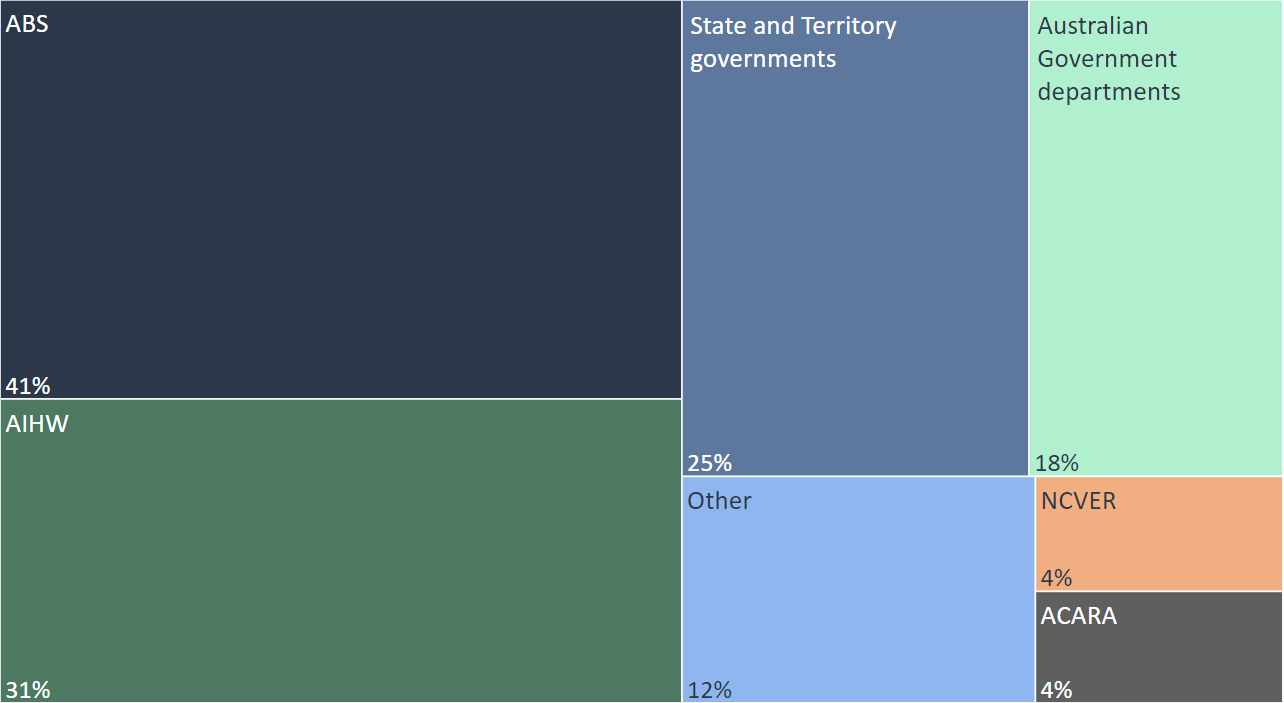 ABS
41%
AIHW
31%
State and Territory
governments
25%
Australian
Government
departments
18%
Other
12%
NCVER
4%
ACARA
4%